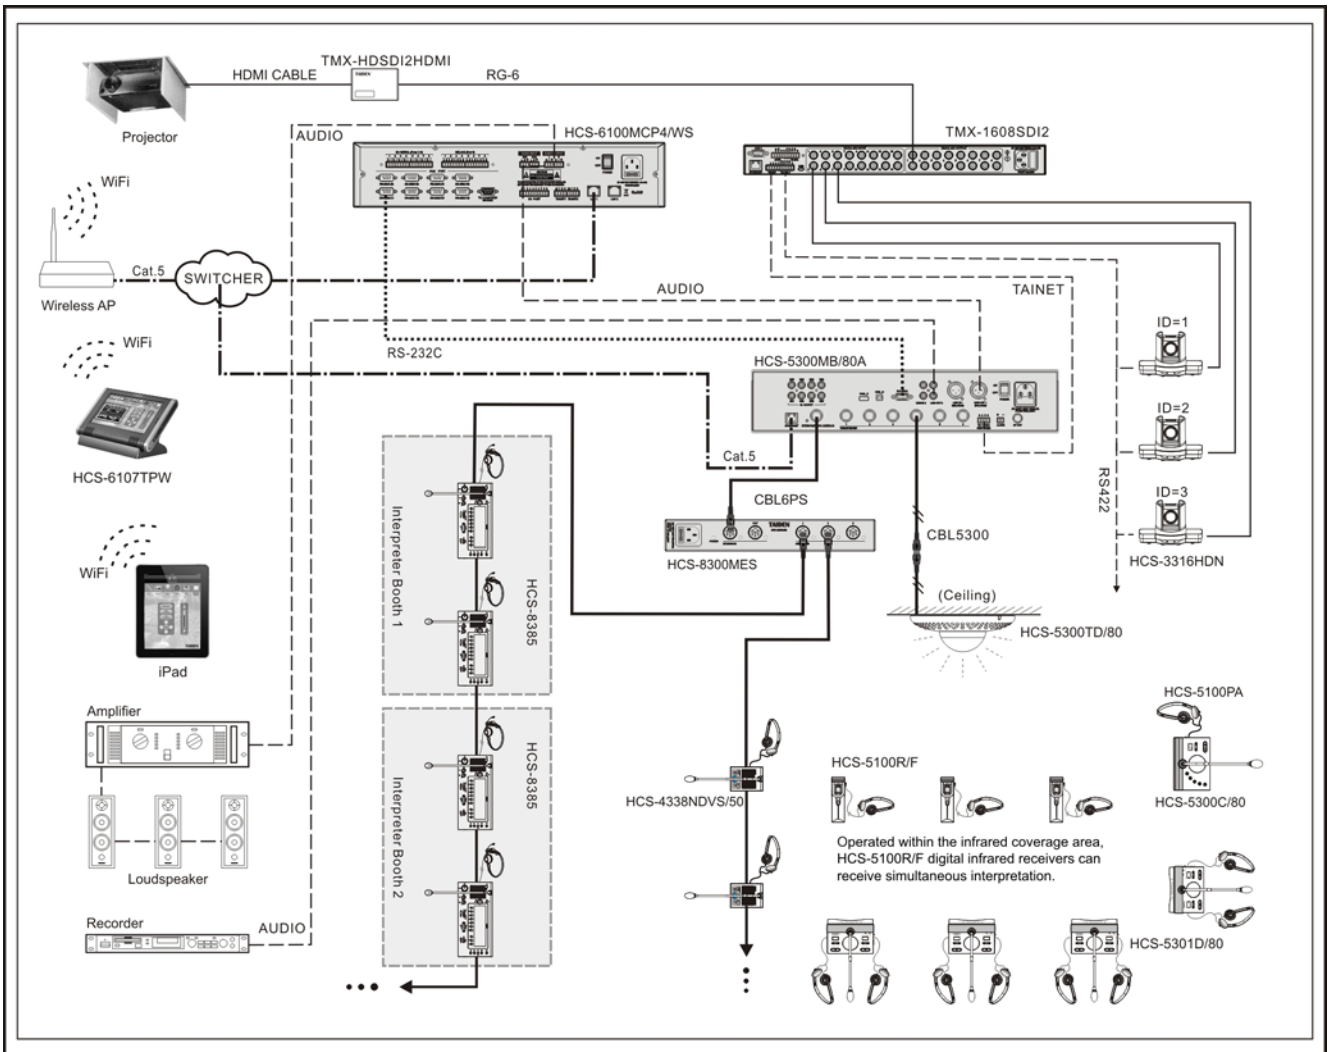 TMX-HDSDI2HDMI
HDMI CABLE
RG-6
TAIDEN
Projector
AUDIO
HCS-6100MCP4/WS
TMX-1608SDI2
WiFi
Cat.5
SWITCHER
Wireless AP
AUDIO
TAINET
WiFi
RS-232C
HCS-5300MB/80A
ID=1
ID=2
ID=3
HCS-6107TPW
Cat.5
CBL6PS
RS422
TAIDEN
CBL5300
HCS-8300MES
HCS-3316HDN
Interpreter Booth 1
HCS-8385
WiFi
(Ceiling)
HCS-5300TD/80
iPad
HCS-5100PA
Amplifier
HCS-8385
Interpreter Booth 2
HCS-5100R/F
HCS-4338NDVS/50
HCS-5300C/80
Operated within the infrared coverage area,
HCS-5100R/F digital infrared receivers can
receive simultaneous interpretation.
Loudspeaker
Recorder
AUDIO
HCS-5301D/80